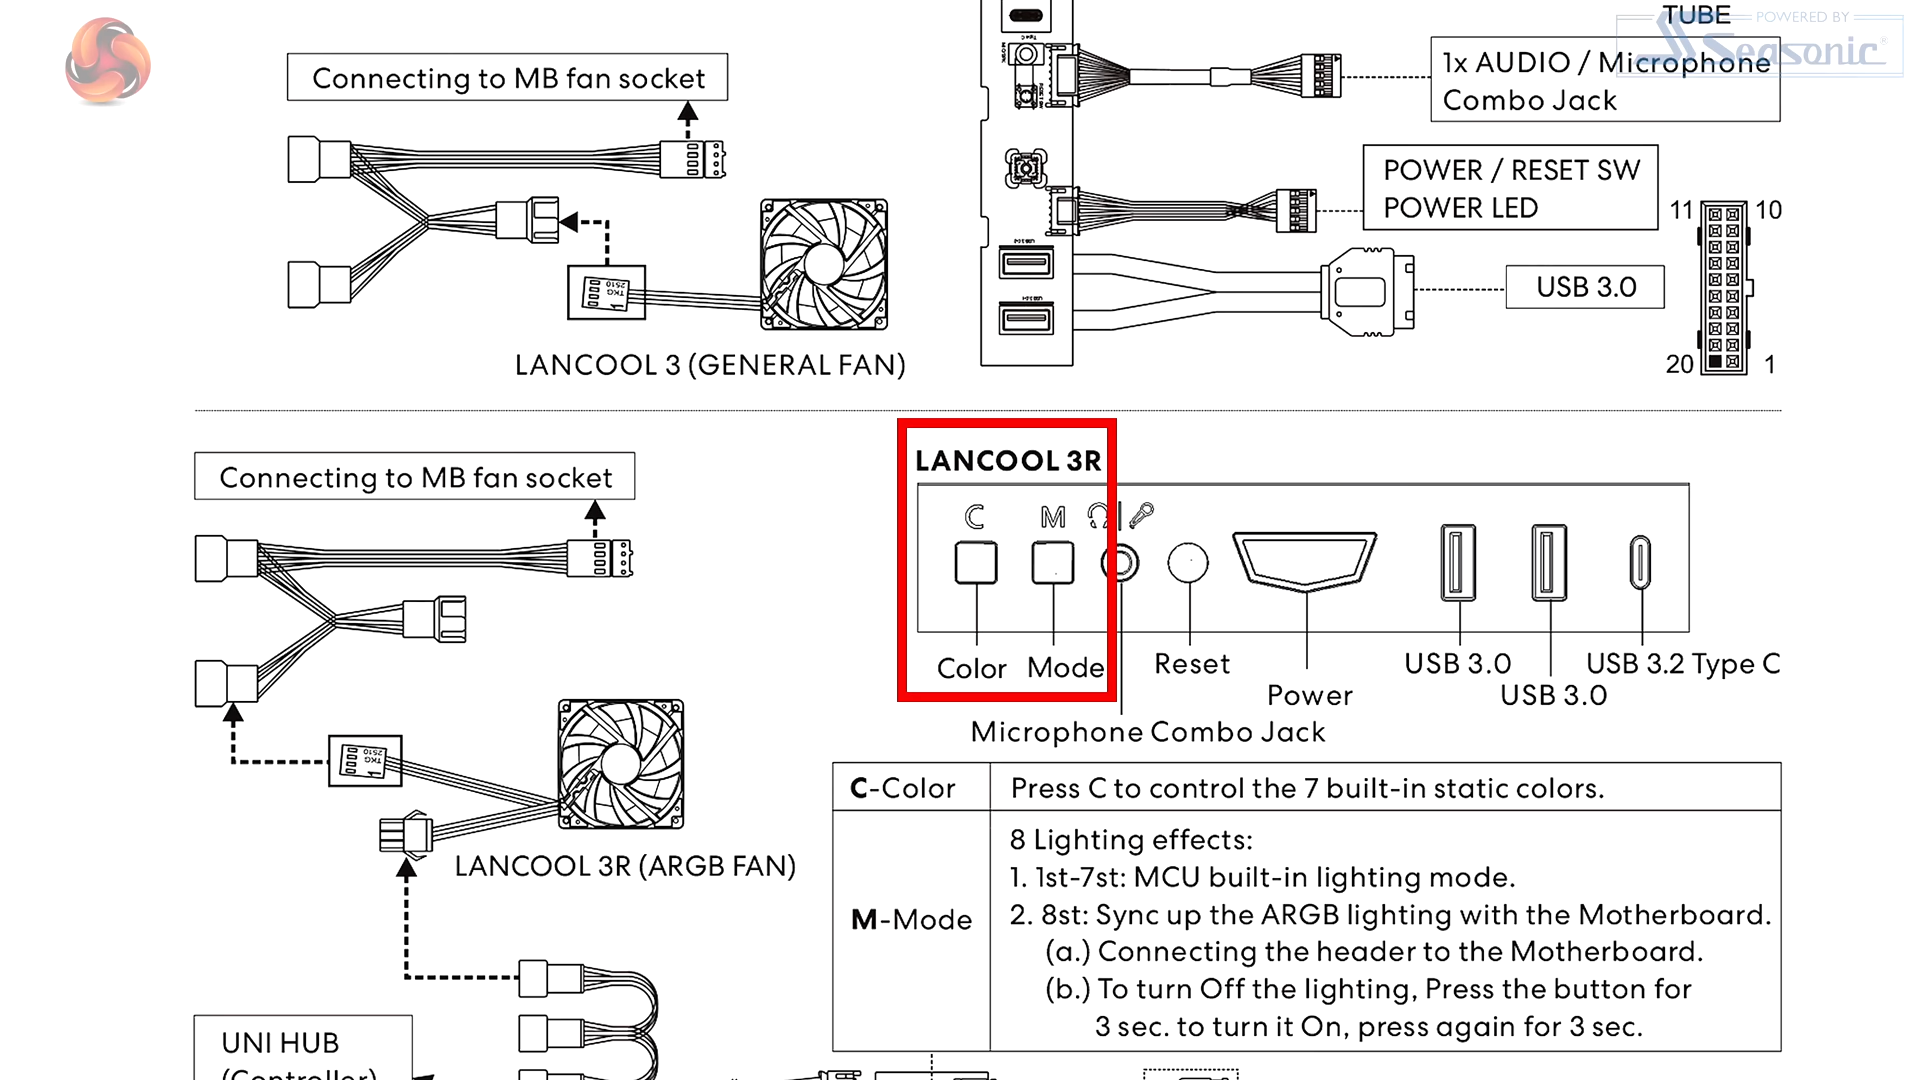 TUBE
POWERED BY
Seasonic
Connecting to MB fan socket
1x AUDIO / Microphone
Combo Jack
POWER / RESET SW
POWER LED
11 10
USB 3.0
20 1
TKG
2510
LANCOOL 3 (GENERAL FAN)
LANCOOL 3R
Connecting to MB fan socket
C M
Color Mode
Reset
Power
USB 3.0
USB 3.0
USB 3.2 Type C
Microphone Combo Jack
TKG
2510
LANCOOL 3R (ARGB FAN)
C-Color
Press C to control the 7 built-in static colors.
M-Mode
8 Lighting effects:
1. 1st-7st: MCU built-in lighting mode.
2. 8st: Sync up the ARGB lighting with the Motherboard.
(a.) Connecting the header to the Motherboard.
(b.) To turn Off the lighting, Press the button for
3 sec. to turn it On, press again for 3 sec.
UNI HUB
(Controller)